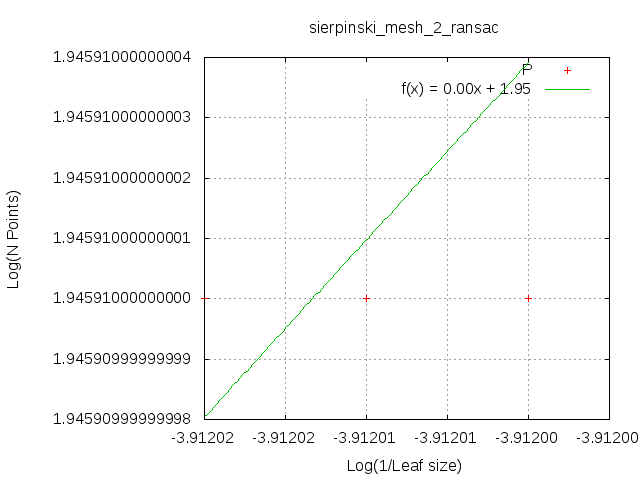 sierpinski_mesh_2_ransac
1.94591000000004
1.94591000000003
1.94591000000002
1.94591000000001
1.94591000000000
1.94590999999999
1.94590999999998
Log(N Points)
P
f(x) = 0.00x + 1.95
-3.91202 -3.91202 -3.91201 -3.91201 -3.91200 -3.91200
Log(1/Leaf size)